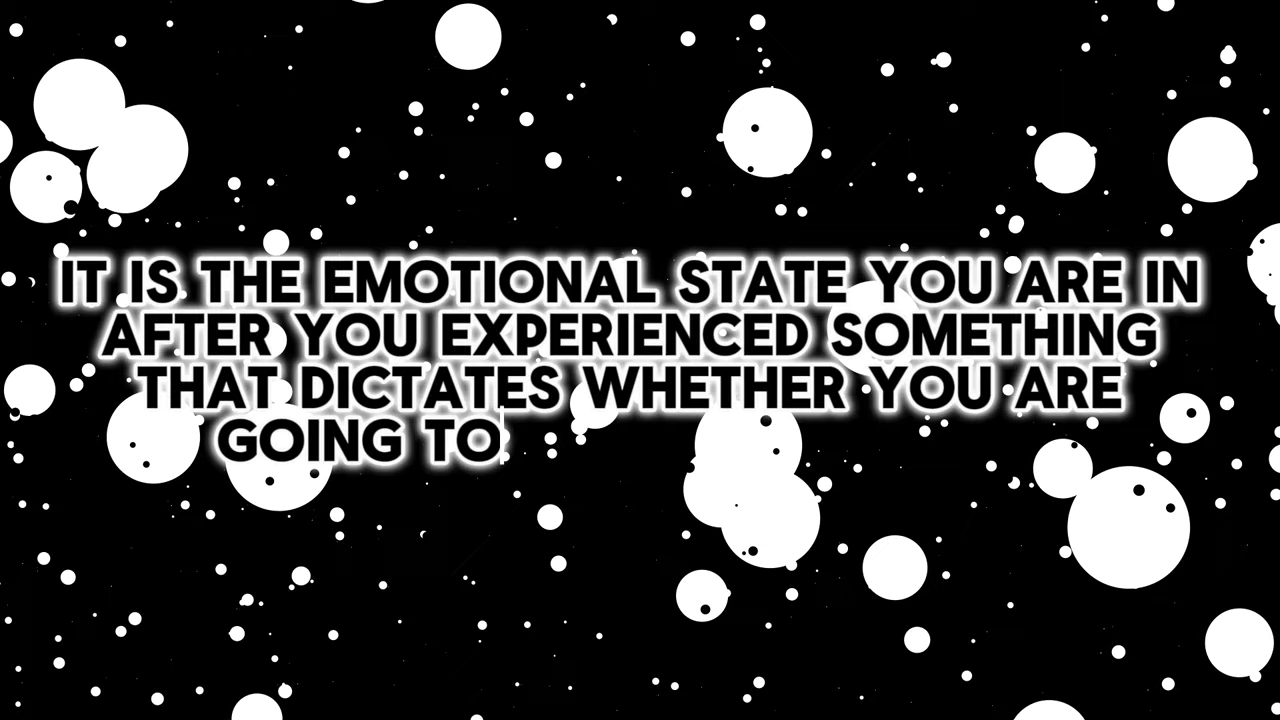 IT IS THE EMOTIONAL STATE YOU ARE IN
AFTER YOU EXPERIENCED SOMETHING
THAT DICTATES WHETHER YOU ARE
GOING TO